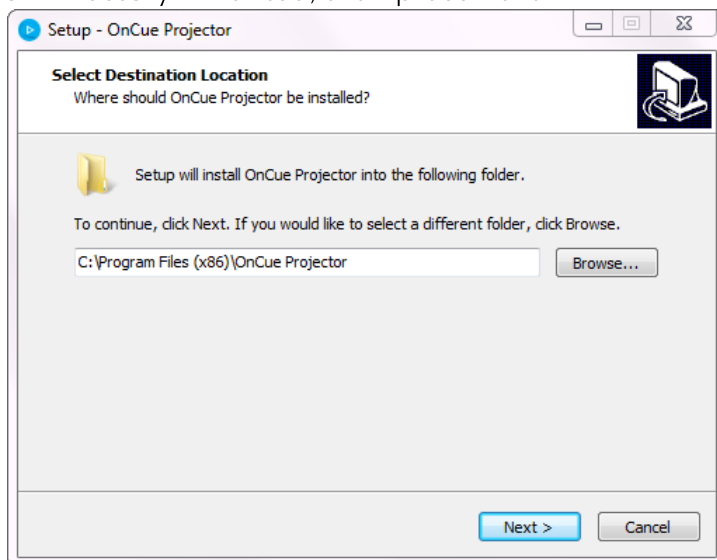 Setup - OnCue Projector
Select Destination Location
Where should OnCue Projector be installed?
Setup will install OnCue Projector into the following folder.
To continue, click Next. If you would like to select a different folder, click Browse.
C:\Program Files (x86)\OnCue Projector
Browse...
Next >
Cancel